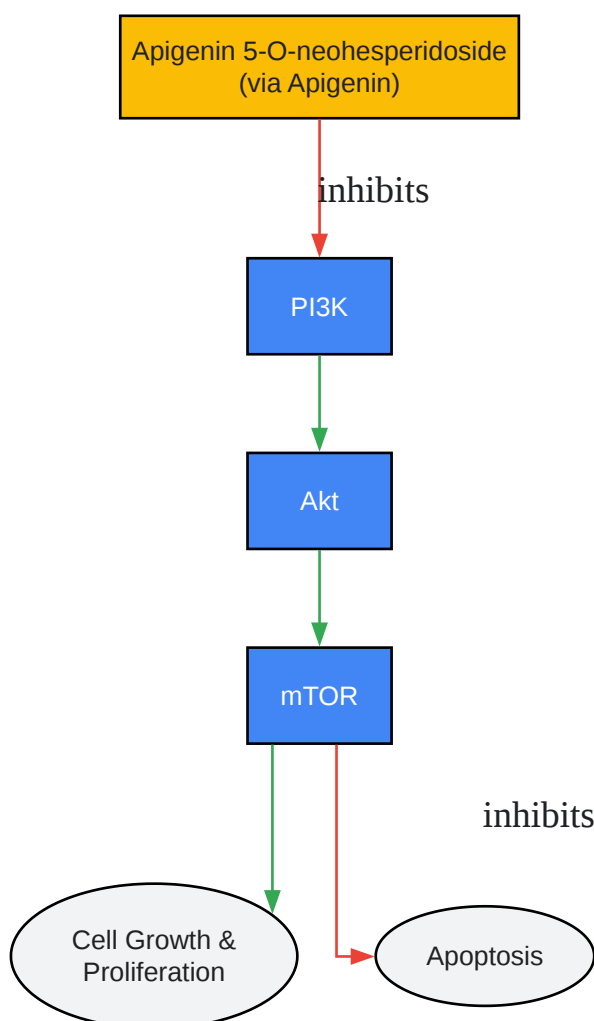 Apigenin 5-O-neohesperidoside
(via Apigenin)
inhibits
PI3K
Akt
mTOR
inhibits
Cell Growth &
Proliferation
Apoptosis